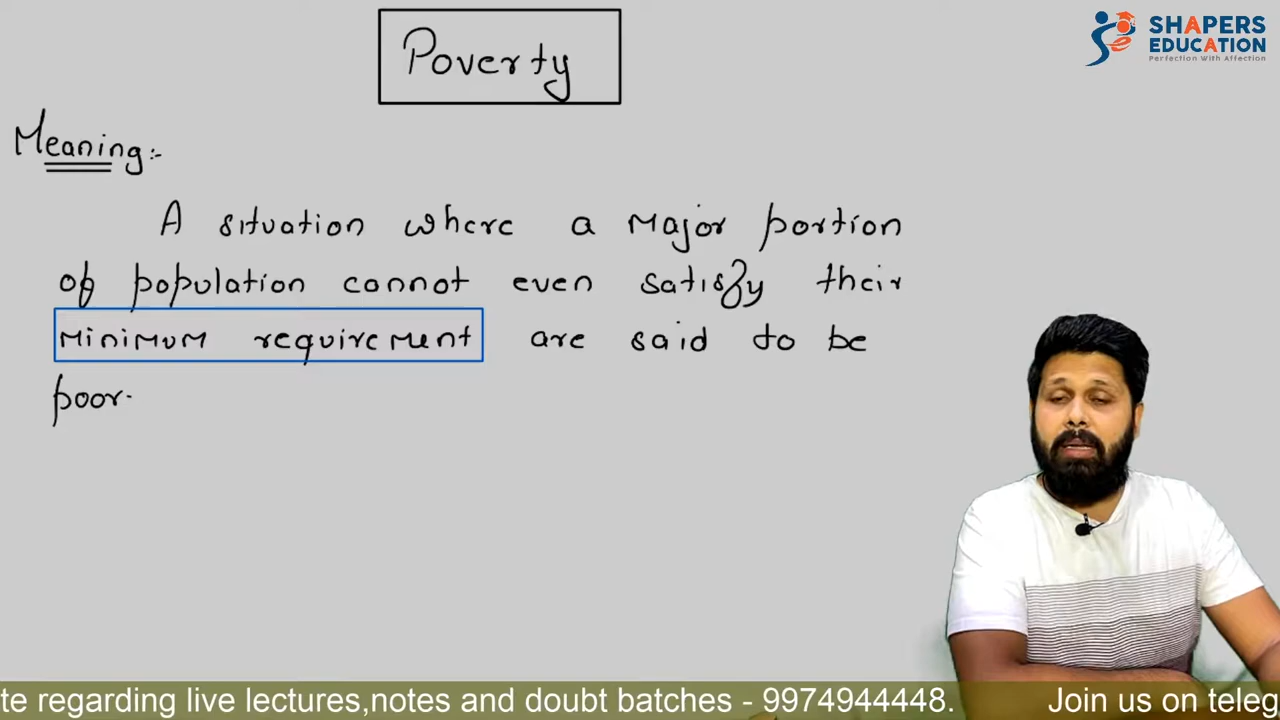 Poverty
SHAPERS
EDUCATION
Perfection With Affection
Meaning:-
A situation where a major portion
of population cannot even satisfy their
minimum requirement are said to be
poor.
te regarding live lectures,notes and doubt batches - 9974944448. Join us on teleg